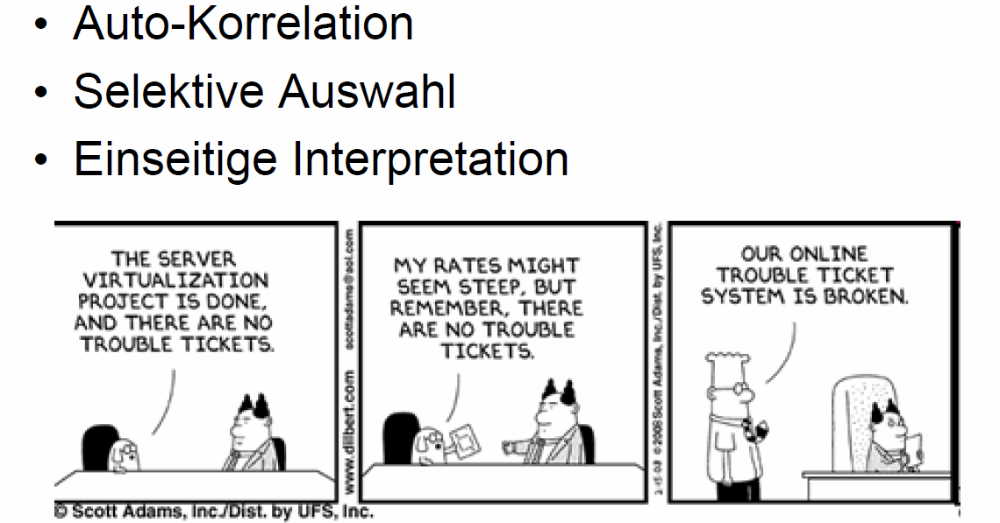 • Auto-Korrelation
• Selektive Auswahl
• Einseitige Interpretation
THE SERVER
VIRTUALIZATION
PROJECT IS DONE,
AND THERE ARE NO
TROUBLE TICKETS.
scottadams@aol.com
www.dilbert.com
MY RATES MIGHT
SEEM STEEP, BUT
REMEMBER, THERE
ARE NO TROUBLE
TICKETS.
©2008 Scott Adams, Inc./Dist. by UFS, Inc.
OUR ONLINE
TROUBLE TICKET
SYSTEM IS BROKEN.
© Scott Adams, Inc./Dist. by UFS, Inc.